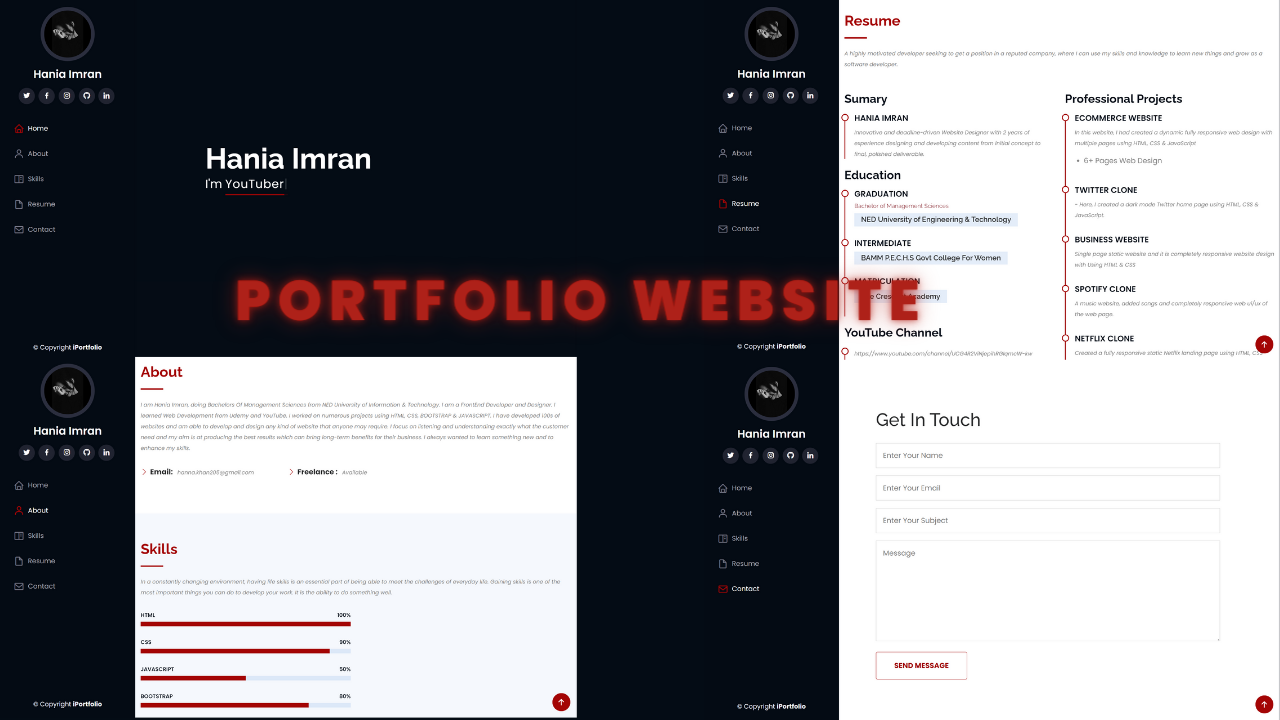 Hania Imran
Home
About
Skills
Resume
Contact
© Copyright iPortfolio
Hania Imran
I'm YouTuber
PORTFOLIO WEBSITE
Hania Imran
Home
About
Skills
Resume
Contact
© Copyright iPortfolio
Resume
A highly motivated developer seeking to get a position in a reputed company, where I can use my skills and knowledge to learn new things and grow as a
software developer.
Sumary
HANIA IMRAN
Innovative and deadline-driven Website Designer with 2 years of
experience designing and developing content from initial concept to
final, polished deliverable.
Education
GRADUATION
Bachelor of Management Sciences
NED University of Engineering & Technology
INTERMEDIATE
BAMM P.E.C.H.S Govt College For Women
MATRICULATION
Academy
YouTube Channel
Professional Projects
ECOMMERCE WEBSITE
In this website, I had created a dynamic fully responsive web design with
multiple pages using HTML, CSS & JavaScript
• 6+ Pages Web Design
TWITTER CLONE
- Here, I created a dark mode Twitter home page using HTML, CSS &
JavaScript.
BUSINESS WEBSITE
Single page static website and it is completely responsive website design
with Using HTML & CSS
SPOTIFY CLONE
A music website, added songs and completely responsive web ui/ux of
the web page.
NETFLIX CLONE
Created a fully responsive static Netflix landing page using HTML, CSS
Hania Imran
Home
About
Skills
Resume
Contact
© Copyright iPortfolio
About
I am Hania Imran, doing Bachelors Of Management Sciences from NED University of Information & Technology. I am a FrontEnd Developer and Designer. I
learned Web Development from Udemy and YouTube. I worked on numerous projects using HTML, CSS, BOOTSTRAP & JAVASCRIPT. I have developed 100s of
websites and am able to develop and design any kind of website that anyone may require. I focus on listening and understanding exactly what the customer
need and my aim is at producing the best results which can bring long-term benefits for their business. I always wanted to learn something new and to
enhance my skills.
Email:
Freelance : Available
Skills
In a constantly changing environment, having life skills is an essential part of being able to meet the challenges of everyday life. Gaining skills is one of the
most important things you can do to develop your work. It is the ability to do something well.
HTML 100%
CSS 90%
JAVASCRIPT 50%
BOOTSTRAP 80%
Hania Imran
Home
About
Skills
Resume
Contact
© Copyright iPortfolio
Get In Touch
Enter Your Name
Enter Your Email
Enter Your Subject
Message
SEND MESSAGE